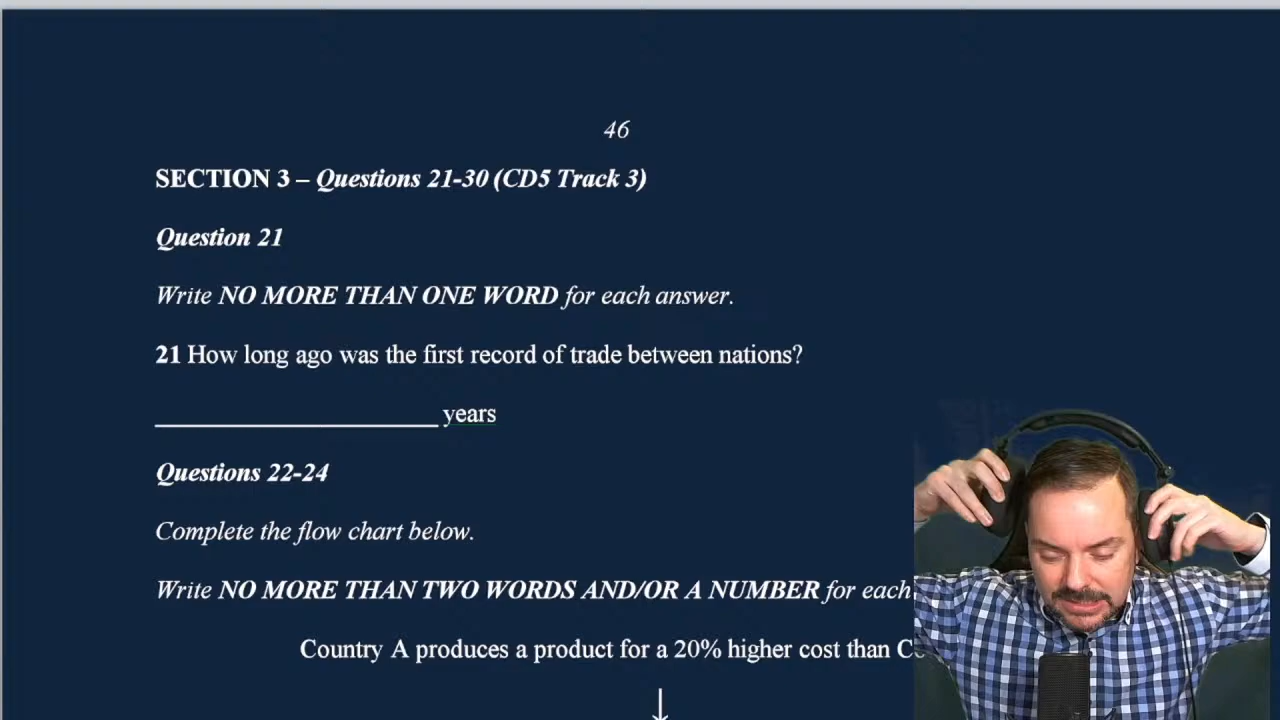 46
SECTION 3 – Questions 21-30 (CD5 Track 3)
Question 21
Write NO MORE THAN ONE WORD for each answer.
21 How long ago was the first record of trade between nations?
____________________ years
Questions 22-24
Complete the flow chart below.
Write NO MORE THAN TWO WORDS AND/OR A NUMBER for each
Country A produces a product for a 20% higher cost than